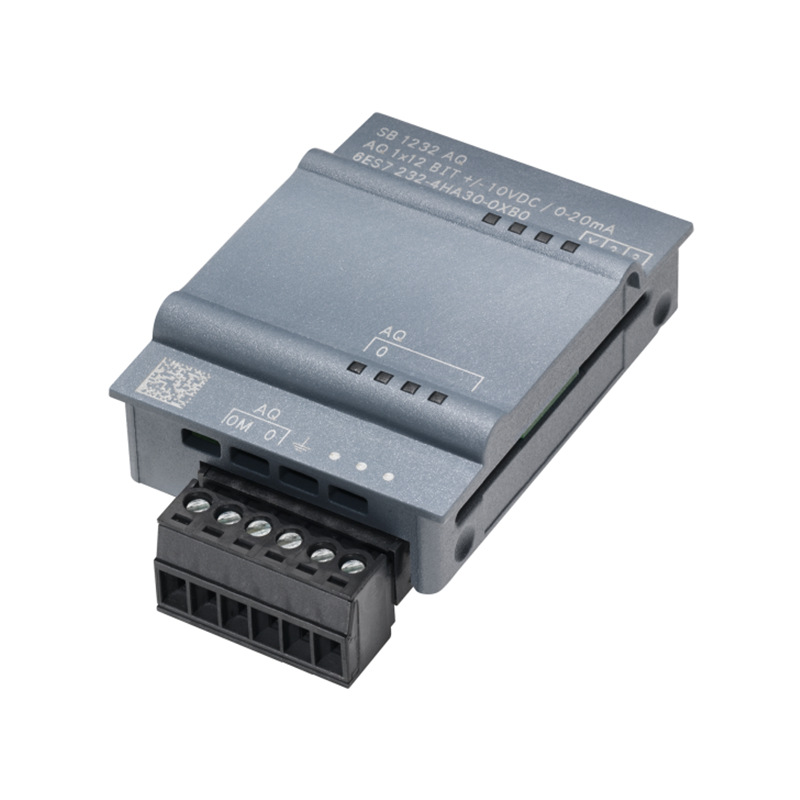 SB 1232 AQ
AQ 1x12 BIT +/- 10VDC / 0-20mA
6ES7 232-4HA30-0XB0
X
AQ
0
AQ
0M 0